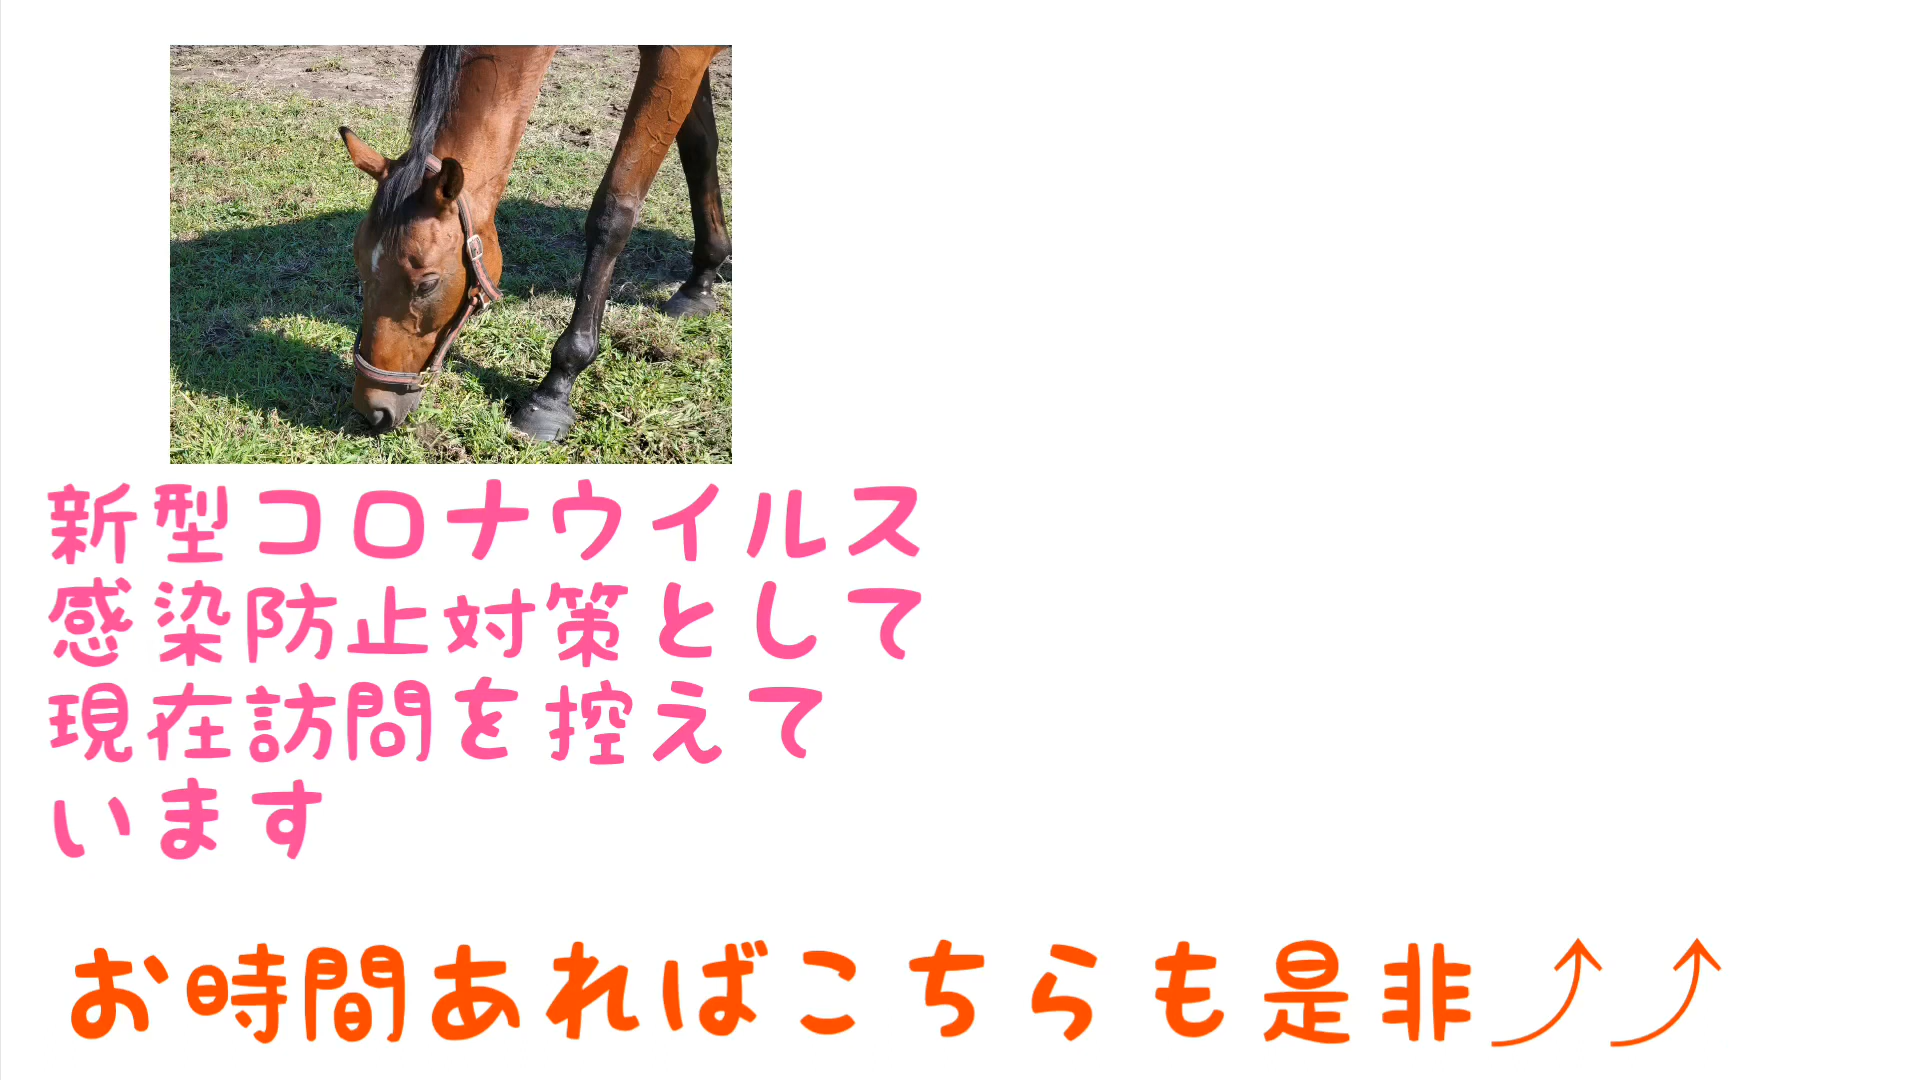 新型コロナウイルス
感染防止対策として
現在訪問を控えて
います
お時間あればこちらも是非⤴⤴